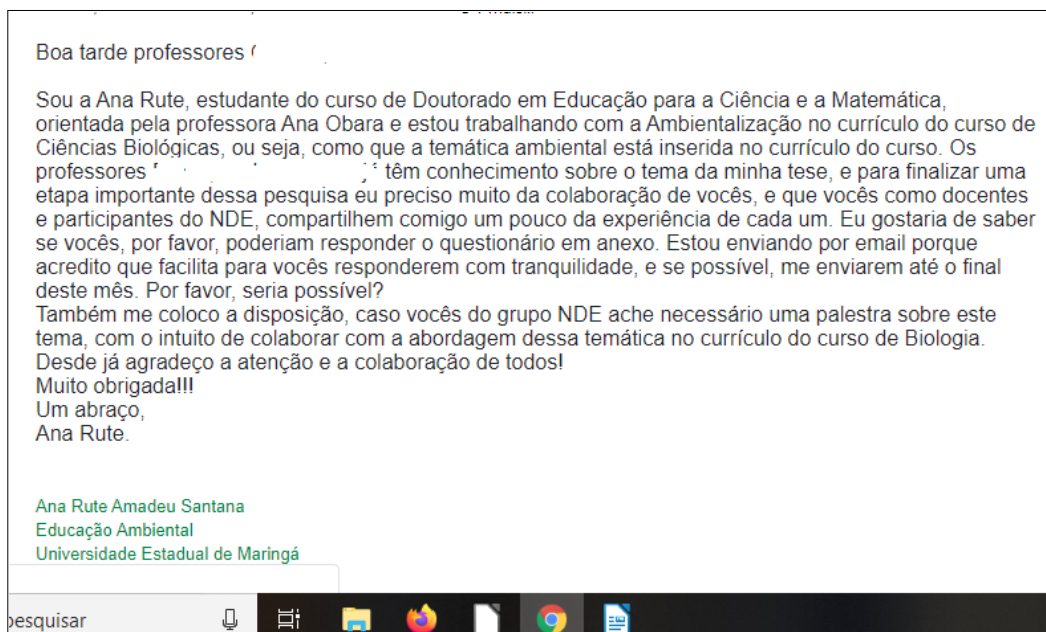 Boa tarde professores
Sou a Ana Rute, estudante do curso de Doutorado em Educação para a Ciência e a Matemática,
orientada pela professora Ana Obara e estou trabalhando com a Ambientalização no currículo do curso de
Ciências Biológicas, ou seja, como que a temática ambiental está inserida no currículo do curso. Os
professores têm conhecimento sobre o tema da minha tese, e para finalizar uma
etapa importante dessa pesquisa eu preciso muito da colaboração de vocês, e que vocês como docentes
e participantes do NDE, compartilhem comigo um pouco da experiência de cada um. Eu gostaria de saber
se vocês, por favor, poderiam responder o questionário em anexo. Estou enviando por email porque
acredito que facilita para vocês responderem com tranquilidade, e se possível, me enviarem até o final
deste mês. Por favor, seria possível?
Também me coloco a disposição, caso vocês do grupo NDE ache necessário uma palestra sobre este
tema, com o intuito de colaborar com a abordagem dessa temática no currículo do curso de Biologia.
Desde já agradeço a atenção e a colaboração de todos!
Muito obrigada!!!
Um abraço,
Ana Rute.
Ana Rute Amadeu Santana
Educação Ambiental
Universidade Estadual de Maringá
pesquisar